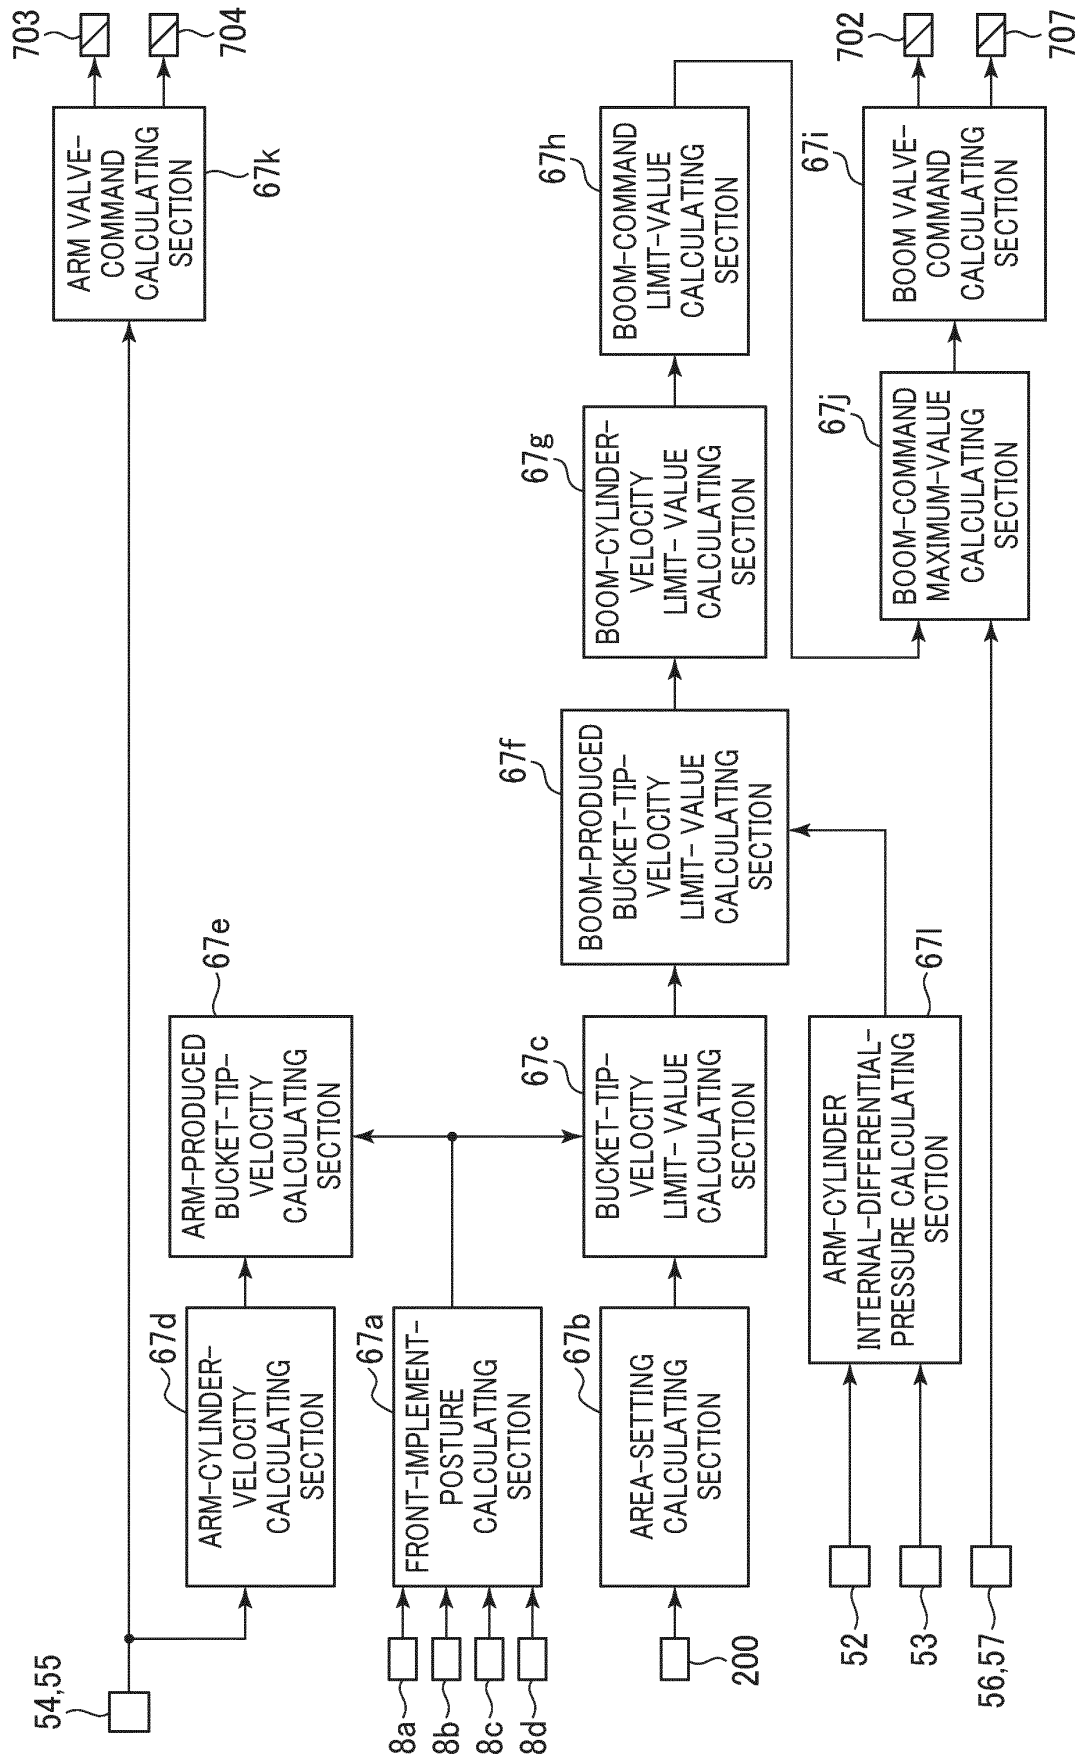 54,55
8a
8b
8c
8d
200
52
53
56,57
67d
ARM-CYLINDER-
VELOCITY
CALCULATING
SECTION
67a
FRONT-IMPLEMENT-
POSTURE
CALCULATING
SECTION
67b
AREA-SETTING
CALCULATING
SECTION
67e
ARM-PRODUCED
BUCKET-TIP-
VELOCITY
CALCULATING
SECTION
67c
BUCKET-TIP-
VELOCITY
LIMIT- VALUE
CALCULATING
SECTION
67l
ARM-CYLINDER
INTERNAL-DIFFERENTIAL-
PRESSURE CALCULATING
SECTION
67f
BOOM-PRODUCED
BUCKET-TIP-
VELOCITY
LIMIT- VALUE
CALCULATING
SECTION
67g
BOOM-CYLINDER-
VELOCITY
LIMIT- VALUE
CALCULATING
SECTION
67h
BOOM-COMMAND
LIMIT-VALUE
CALCULATING
SECTION
67j
BOOM-COMMAND
MAXIMUM-VALUE
CALCULATING
SECTION
67k
ARM VALVE-
COMMAND
CALCULATING
SECTION
67i
BOOM VALVE-
COMMAND
CALCULATING
SECTION
703
704
702
707